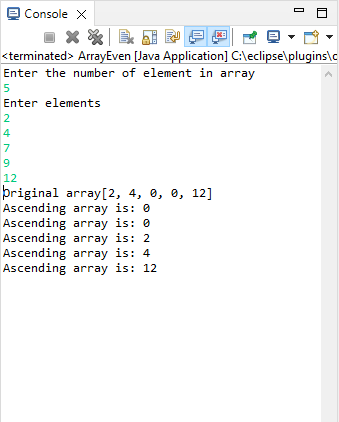 Console
<terminated> ArrayEven [Java Application] C:\eclipse\plugins\
Enter the number of element in array
5
Enter elements
2
4
7
9
12
Original array[2, 4, 0, 0, 12]
Ascending array is: 0
Ascending array is: 0
Ascending array is: 2
Ascending array is: 4
Ascending array is: 12